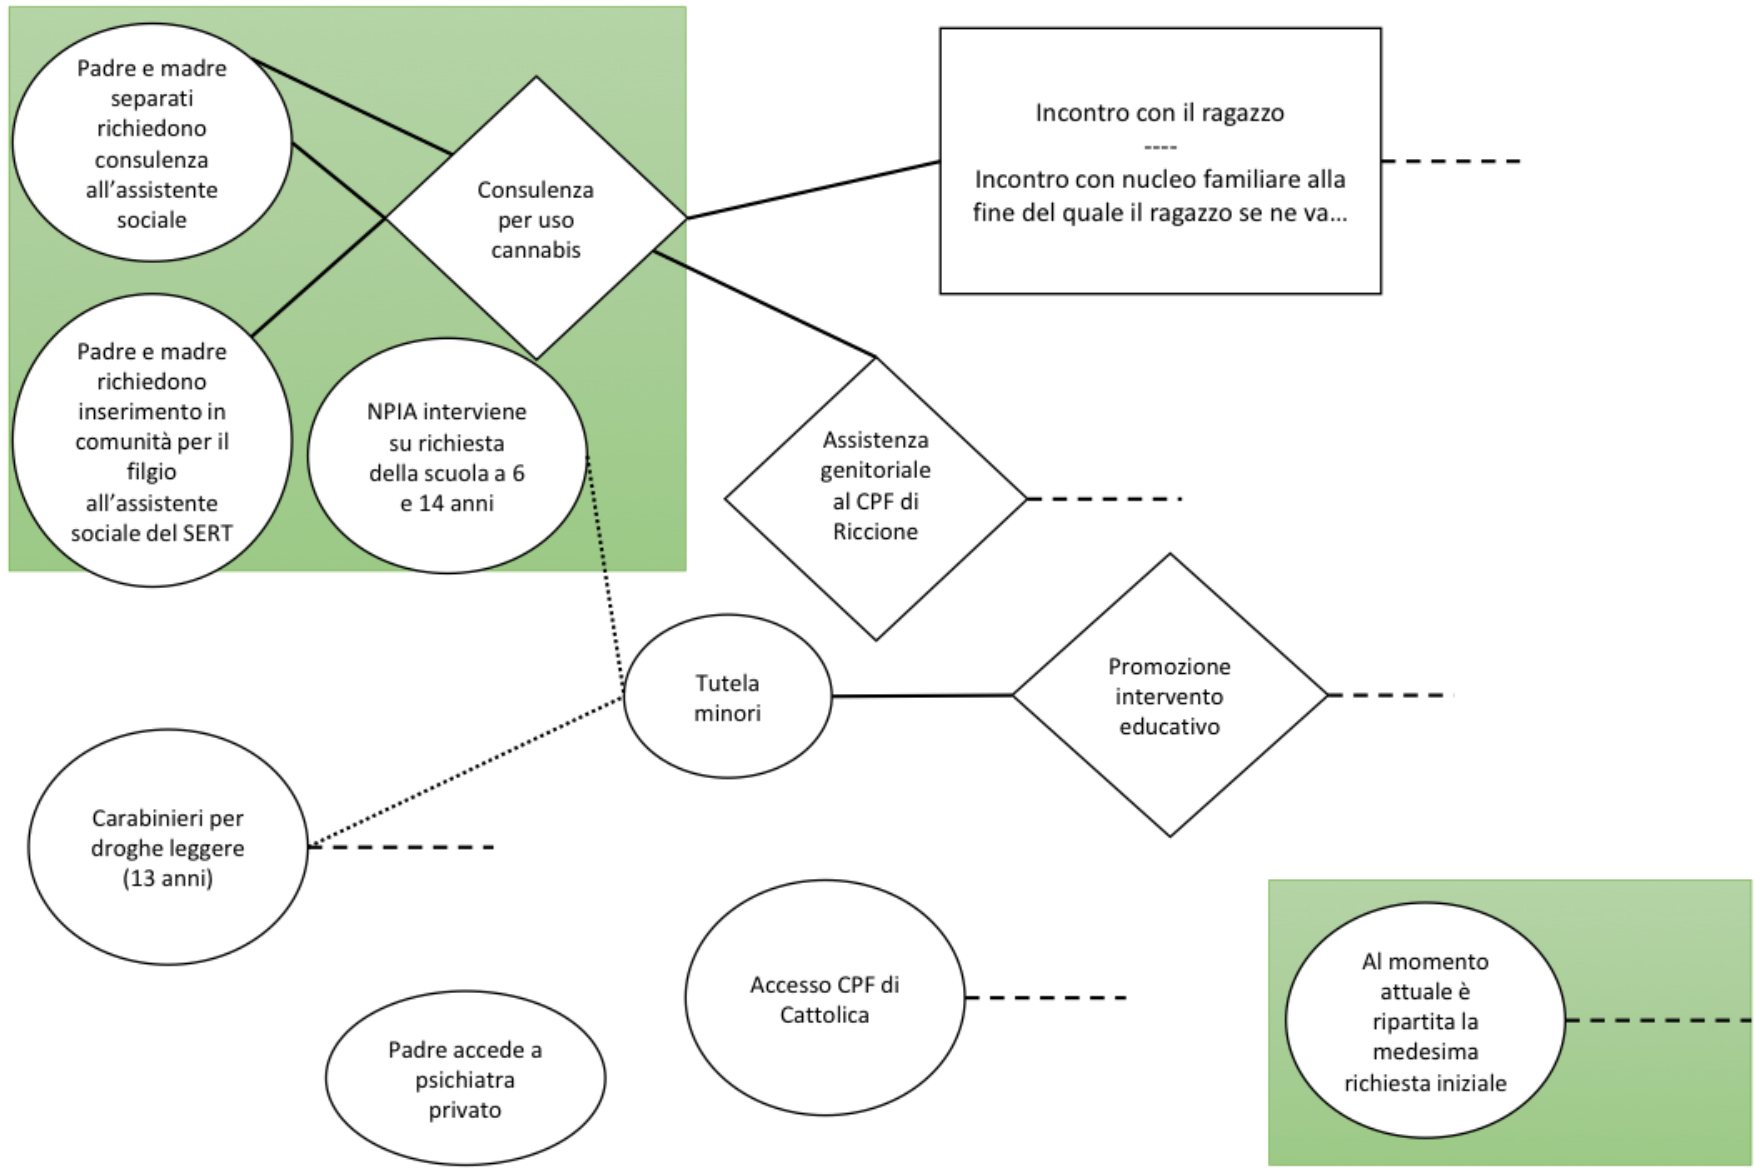 Padre e madre
separati
richiedono
consulenza
all’assistente
sociale
Consulenza
per uso
cannabis
Incontro con il ragazzo
----
Incontro con nucleo familiare alla
fine del quale il ragazzo se ne va…
Padre e madre
richiedono
inserimento in
comunità per il
filgio
all’assistente
sociale del SERT
NPIA interviene
su richiesta
della scuola a 6
e 14 anni
Assistenza
genitoriale
al CPF di
Riccione
Tutela
minori
Promozione
intervento
educativo
Carabinieri per
droghe leggere
(13 anni)
Accesso CPF di
Cattolica
Padre accede a
psichiatra
privato
Al momento
attuale è
ripartita la
medesima
richiesta iniziale